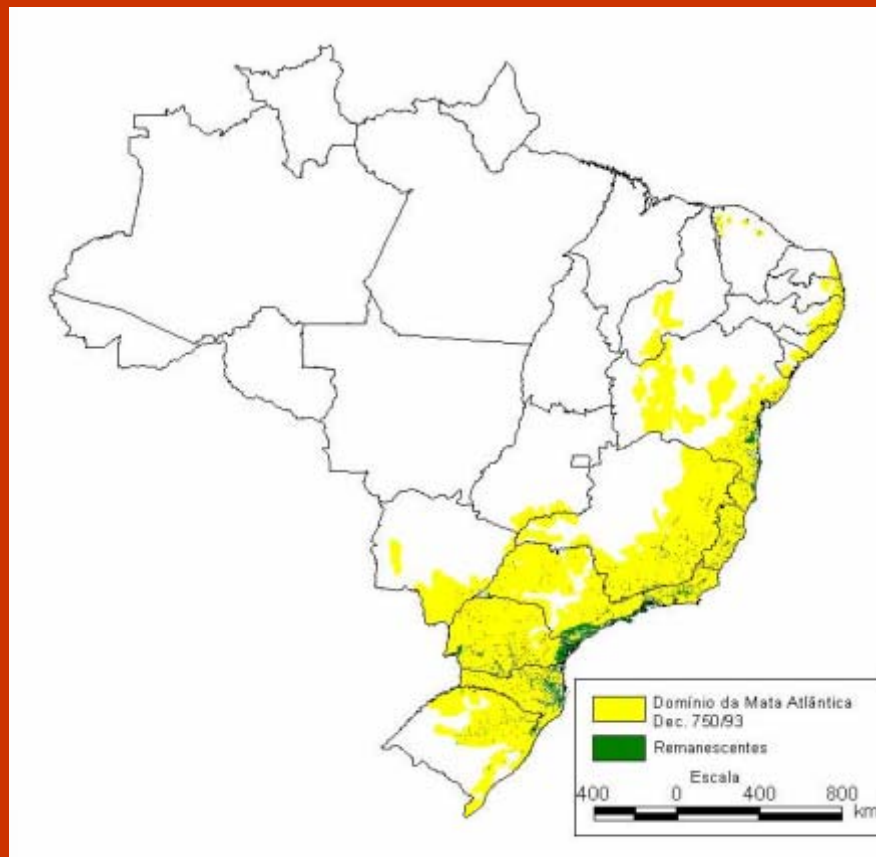 Domínio da Mata Atlântica
Dec. 750/93
Remanescentes
Escala
400 0 400 800
km